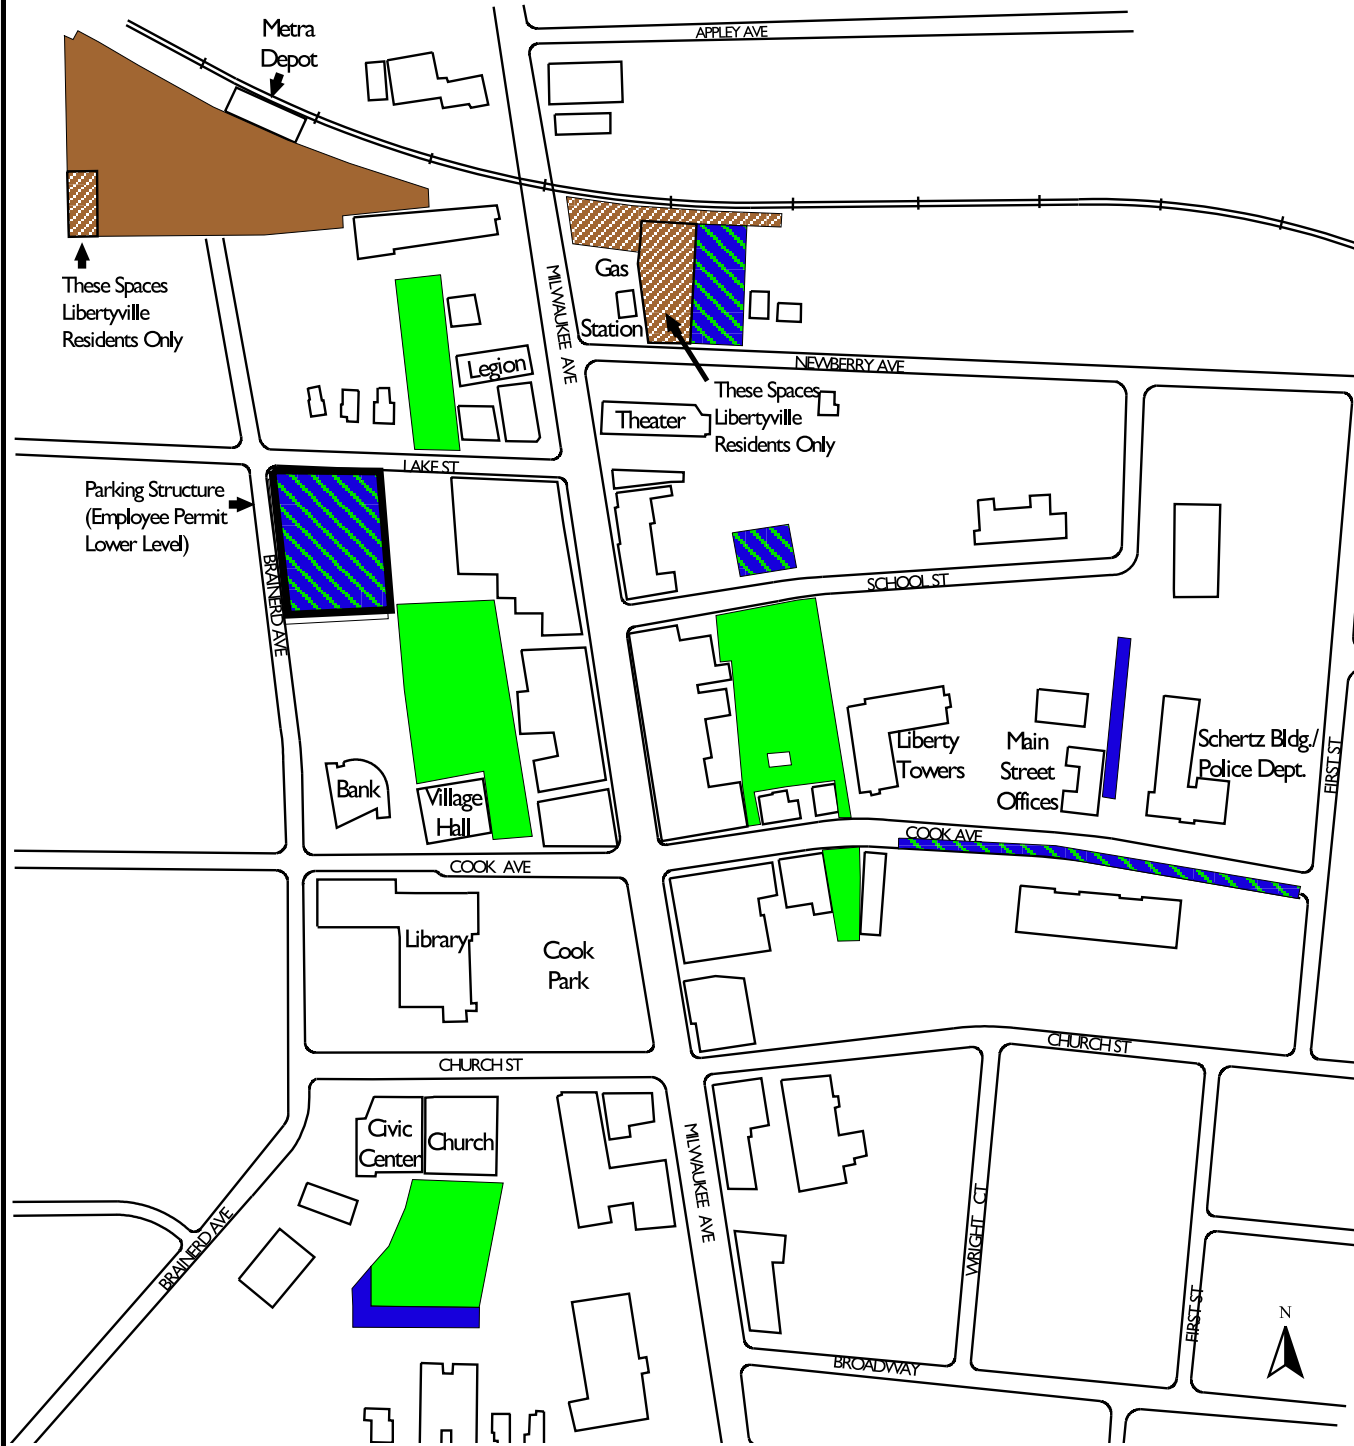 APPLEY AVE
Metra
Depot
These Spaces
Libertyville
Residents Only
MILWAUKEE AVE
Gas
Station
NEWBERRY AVE
Legion
These Spaces
Libertyville
Residents Only
Theater
LAKE ST
Parking Structure
(Employee Permit
Lower Level)
BRAINERD AVE
SCHOOL ST
Liberty
Towers
Main
Street
Offices
Schertz Bldg./
Police Dept.
FIRST ST
Bank
Village
Hall
COOK AVE
COOK AVE
Library
Cook
Park
CHURCH ST
CHURCH ST
Civic
Center
Church
MILWAUKEE AVE
WRIGHT CT
BRAINERD AVE
FIRST ST
N
BROADWAY